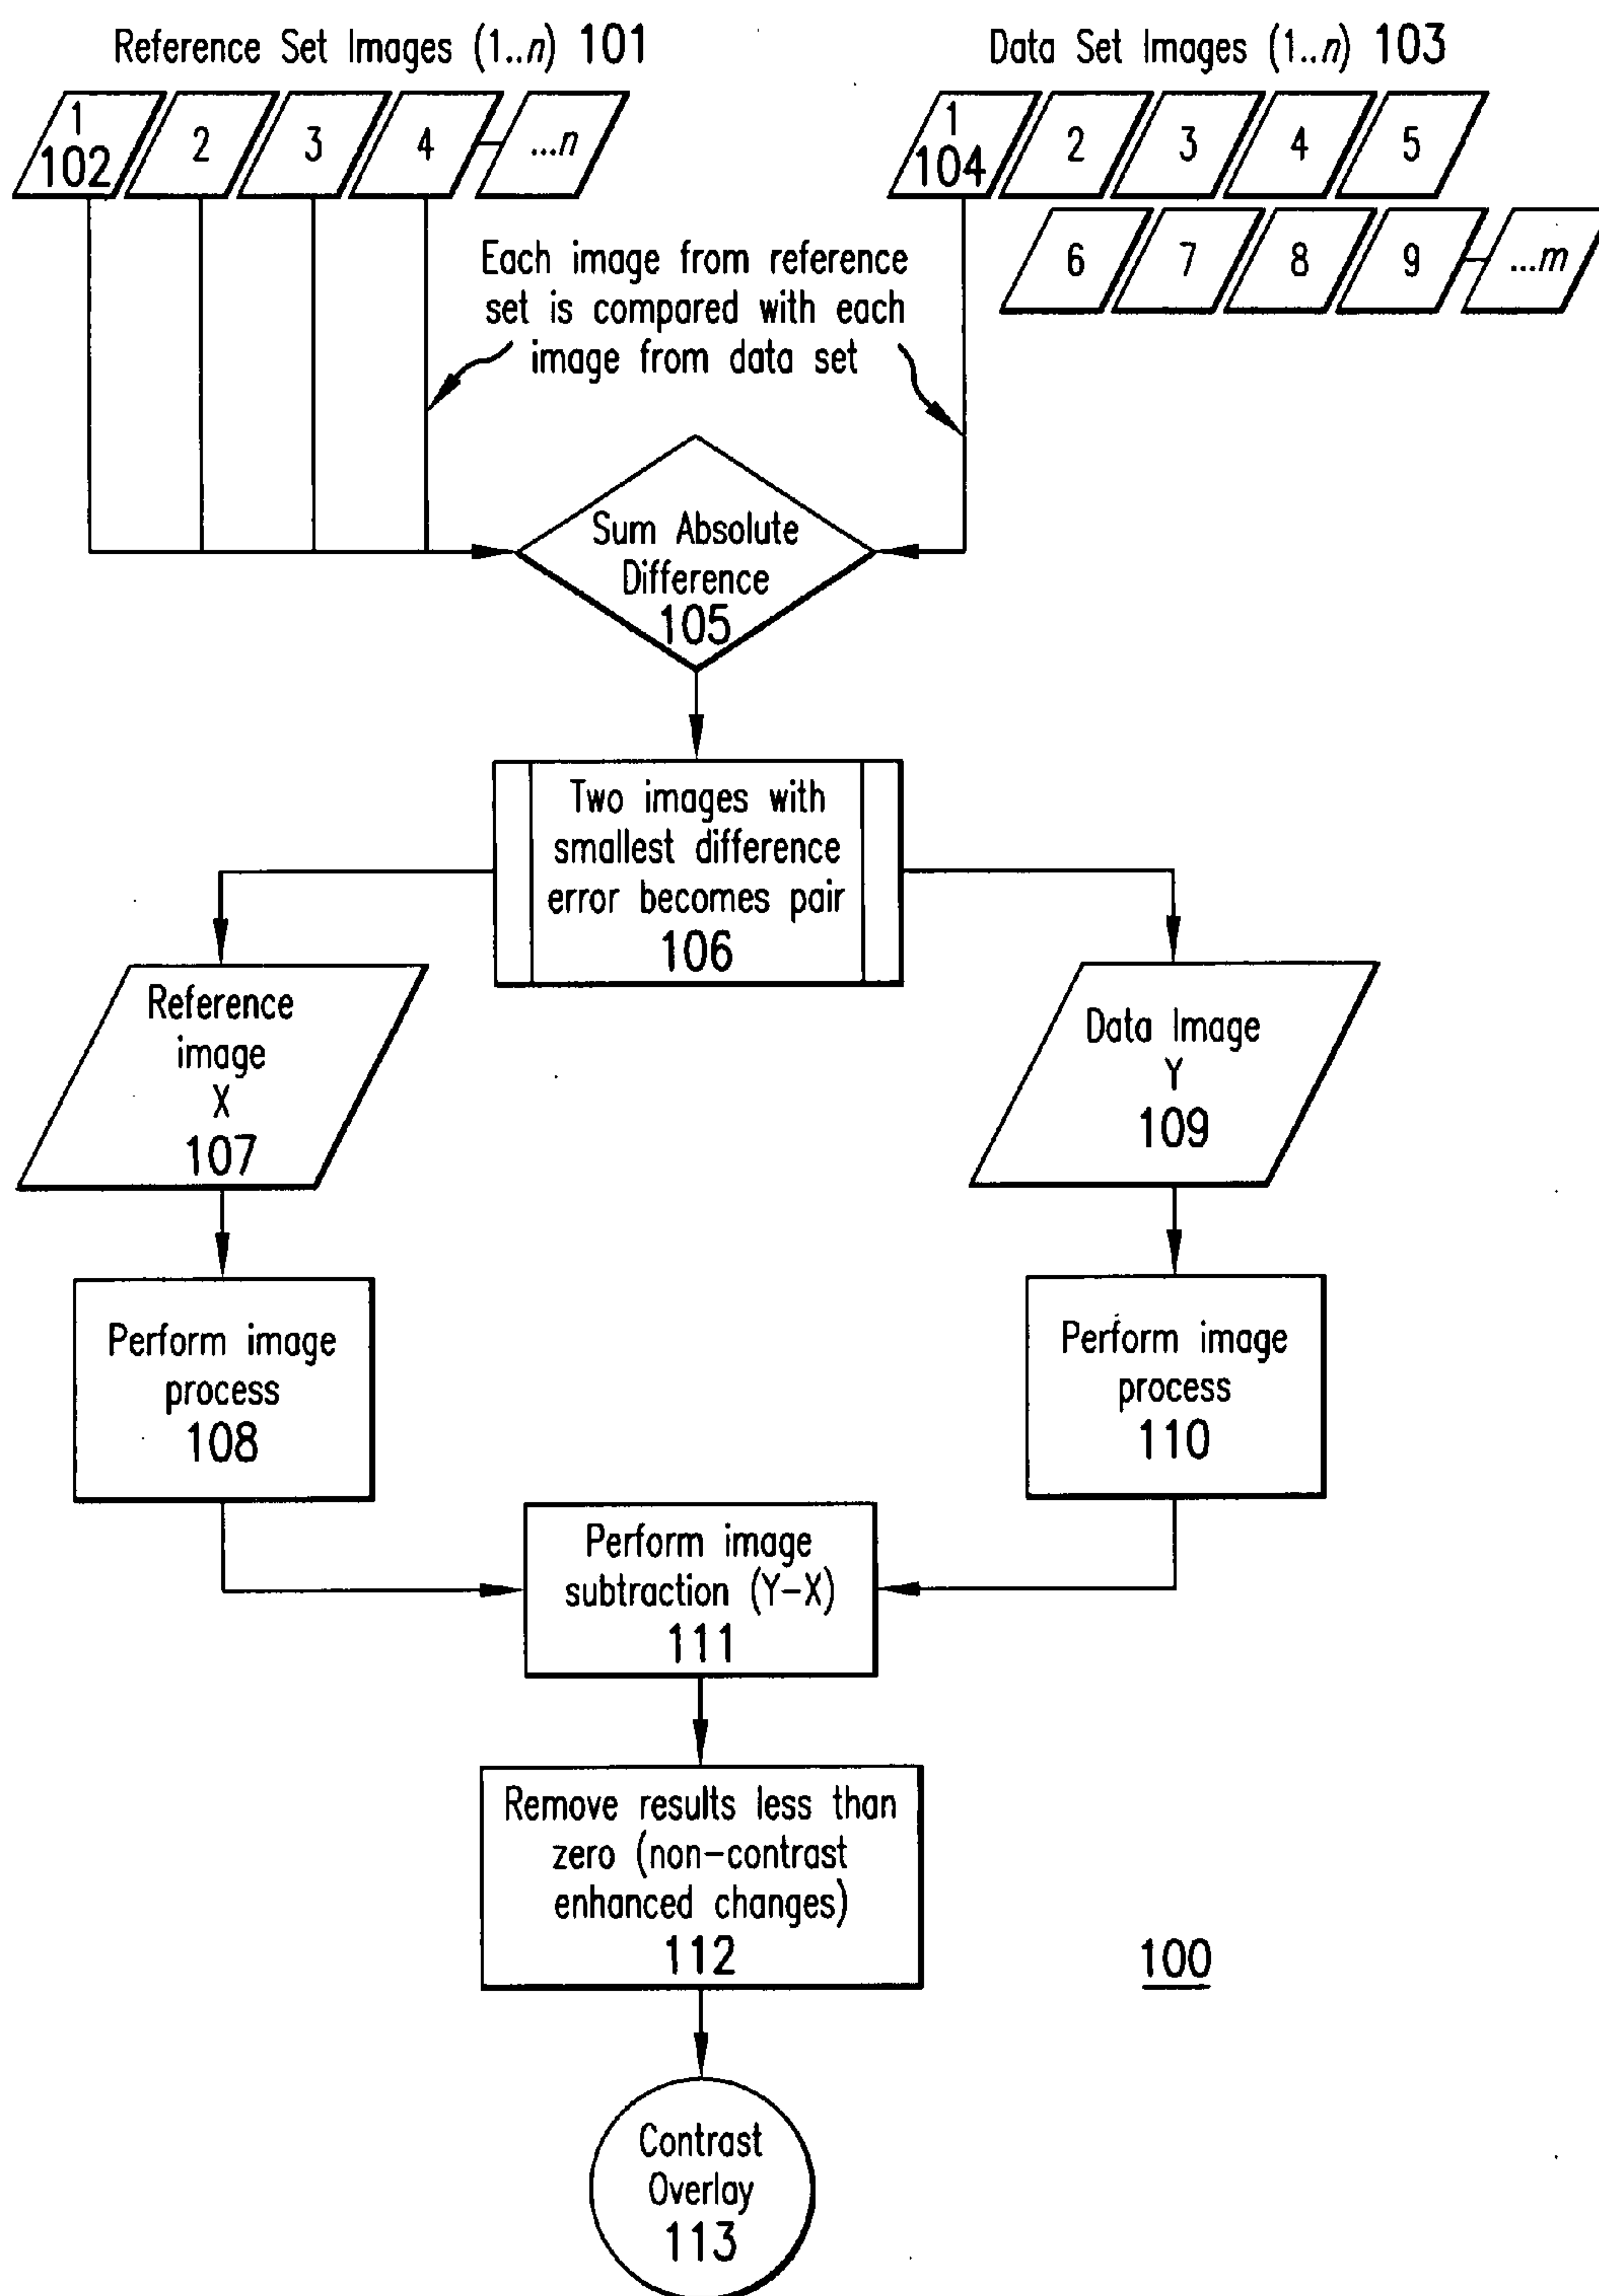 Reference Set Images (1..n) 101
1
102
2
3
4
...n
Data Set Images (1..n) 103
1
104
2
3
4
5
6
7
8
9
...m
Each image from reference
set is compared with each
image from data set
Sum Absolute
Difference
105
Two images with
smallest difference
error becomes pair
106
Reference
image
X
107
Data Image
Y
109
Perform image
process
108
Perform image
process
110
Perform image
subtraction (Y-X)
111
Remove results less than
zero (non-contrast
enhanced changes)
112
100
Contrast
Overlay
113